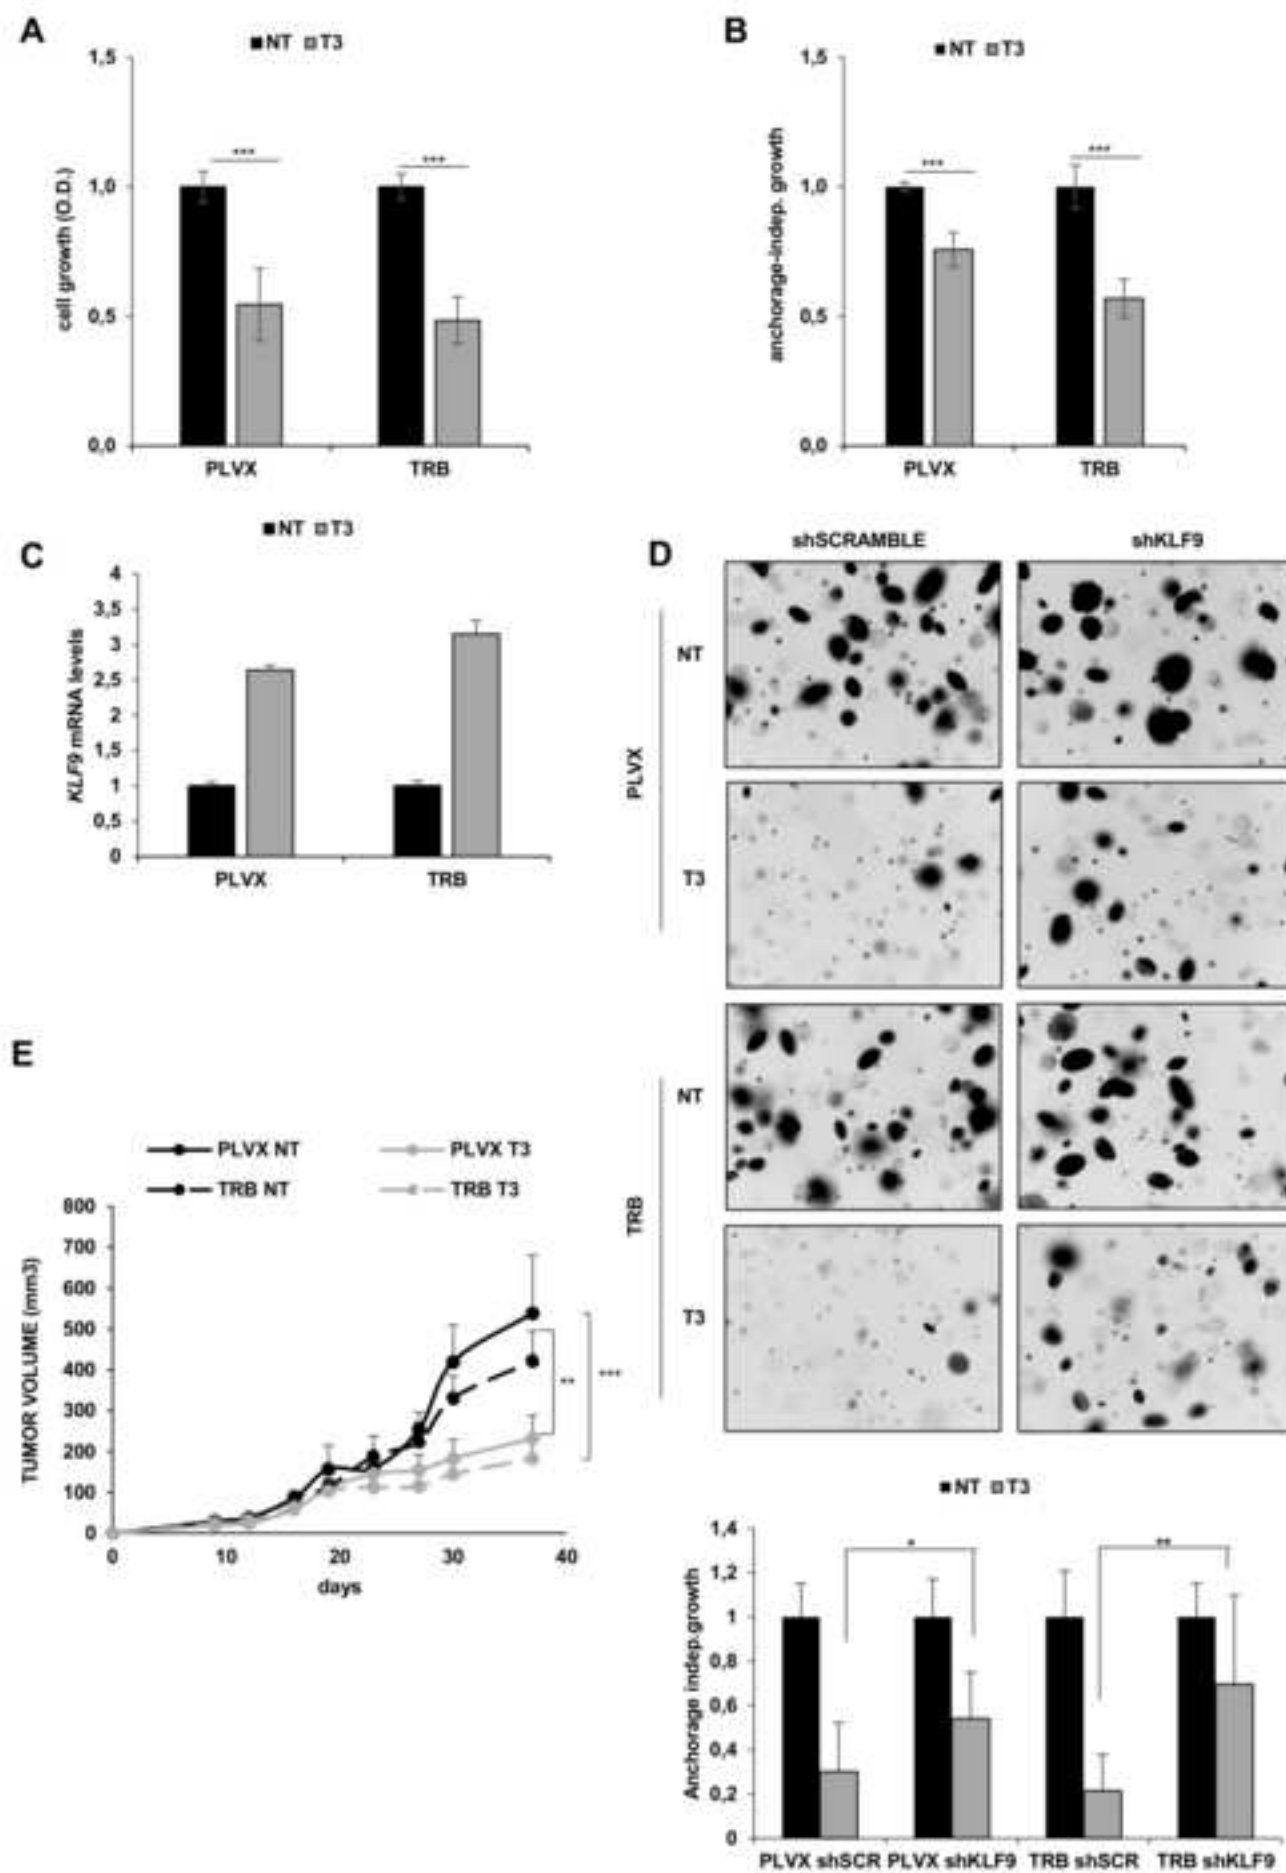 A
■NT ■T3
1,5
1,0
0,5
0,0
cell growth (O.D.)
***
***
PLVX TRB
B
■NT ■T3
1,5
1,0
0,5
0,0
anchorage-indep. growth
***
***
PLVX TRB
C
■NT ■T3
4
3,5
3
2,5
2
1,5
1
0,5
0
KLF9 mRNA levels
PLVX TRB
D
shSCRAMBLE shKLF9
PLVX
NT
T3
TRB
NT
T3
■NT ■T3
1,4
1,2
1
0,8
0,6
0,4
0,2
0
Anchorage indep.growth
*
**
PLVX shSCR PLVX shKLF9 TRB shSCR TRB shKLF9
E
PLVX NT PLVX T3
TRB NT TRB T3
800
700
600
500
400
300
200
100
0
TUMOR VOLUME (mm3)
**
***
0 10 20 30 40
days